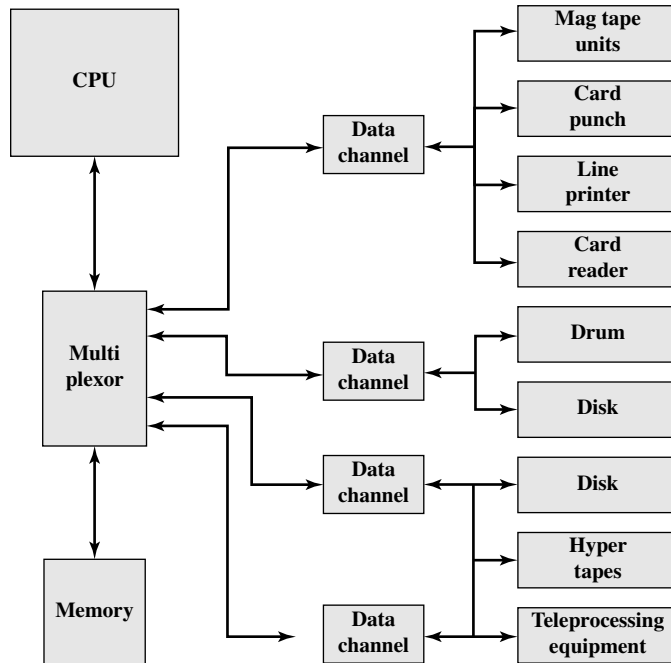 CPU
Multi
plexor
Memory
Data
channel
Mag tape
units
Card
punch
Line
printer
Card
reader
Data
channel
Drum
Disk
Data
channel
Disk
Hyper
tapes
Data
channel
Teleprocessing
equipment